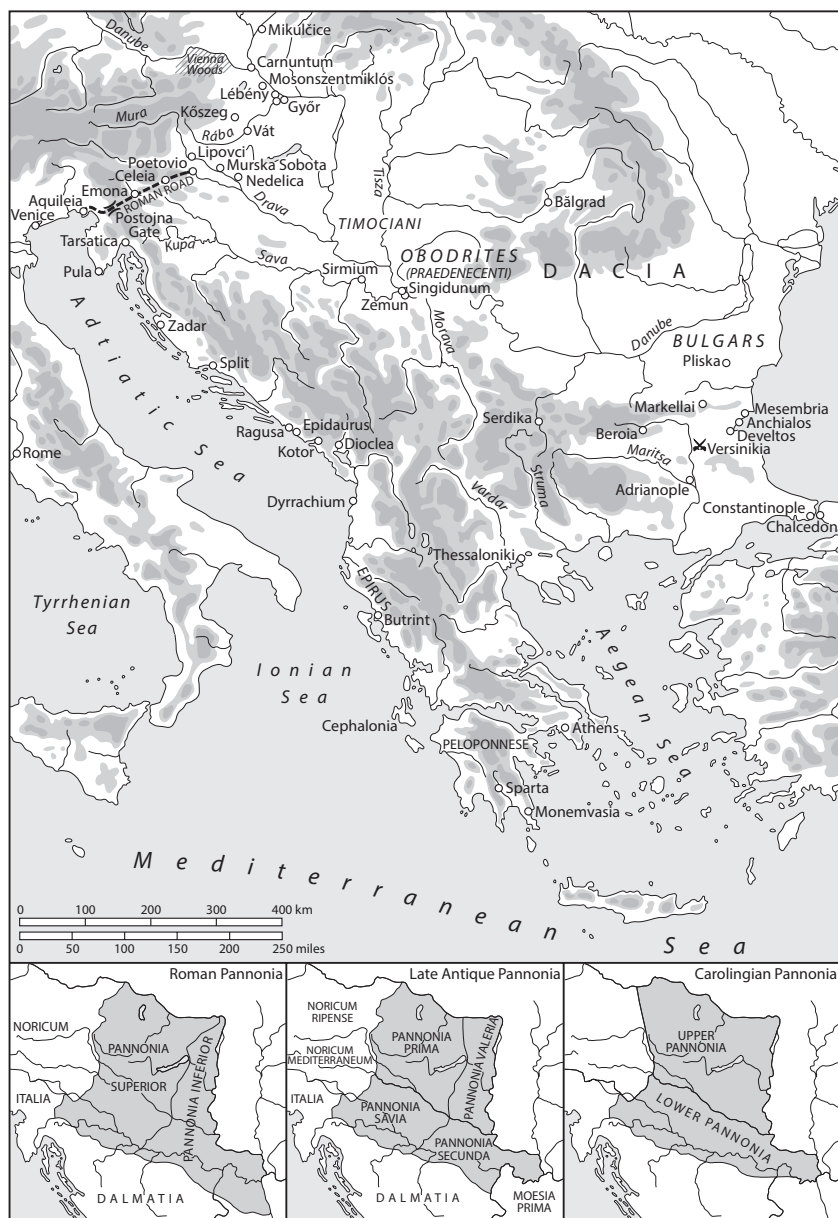 Danube
Mikulčice
Vienna
Woods
Carnuntum
Mosonszentmiklós
Lébény
Győr
Mura
Kőszeg
Rába
Vát
Lipovci
Poetovio
Murska Sobota
Celeia
Nedelica
Emona
ROMAN ROAD
Aquileia
Venice
Postojna
Gate
Drava
Tisza
Bălgrad
TIMOCIANI
Tarsatica
Kupa
Sava
OBODRITES
(PRAEDENECENTI)
DACIA
Pula
Sirmium
Singidunum
Zemun
Adtiatic Sea
Zadar
Morava
Danube
BULGARS
Pliska
Split
Markellai
Mesembria
Anchialos
Develtos
Serdika
Beroia
Versinikia
Ragusa
Epidaurus
Kotor
Dioclea
Rome
Maritsa
Struma
Vardar
Adrianople
Dyrrachium
Constantinople
Chalcedon
Thessaloniki
EPIRUS
Butrint
Tyrrhenian
Sea
Ionian
Sea
Aegean Sea
Cephalonia
Athens
PELOPONNESE
Sparta
Monemvasia
Mediterranean Sea
0 100 200 300 400 km
0 50 100 150 200 250 miles
Roman Pannonia
NORICUM
PANNONIA
SUPERIOR
PANNONIA INFERIOR
ITALIA
DALMATIA
Late Antique Pannonia
NORICUM
RIPENSE
NORICUM
MEDITERRANEUM
PANNONIA
PRIMA
PANNONIA VALERIA
ITALIA
PANNONIA
SAVIA
PANNONIA
SECUNDA
DALMATIA
MOESIA
PRIMA
Carolingian Pannonia
UPPER
PANNONIA
LOWER PANNONIA